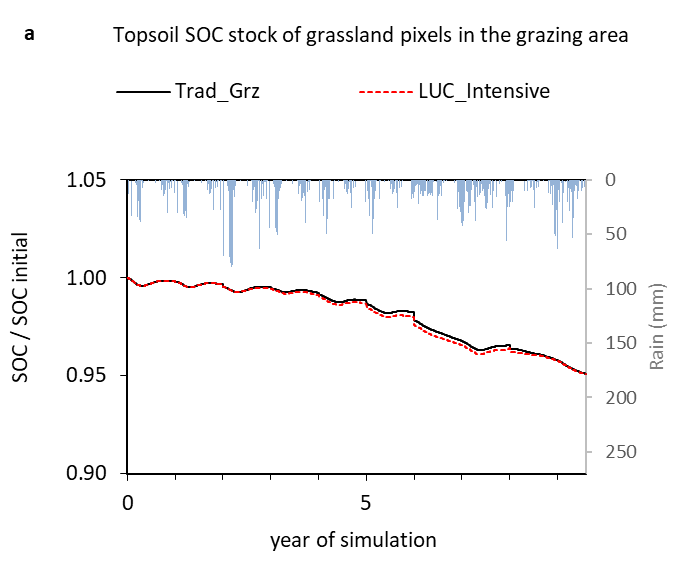 a Topsoil SOC stock of grassland pixels in the grazing area
Trad_Grz LUC_Intensive
1.05
1.00
0.95
0.90
SOC / SOC initial
0
50
100
150
200
250
Rain (mm)
0 5
year of simulation